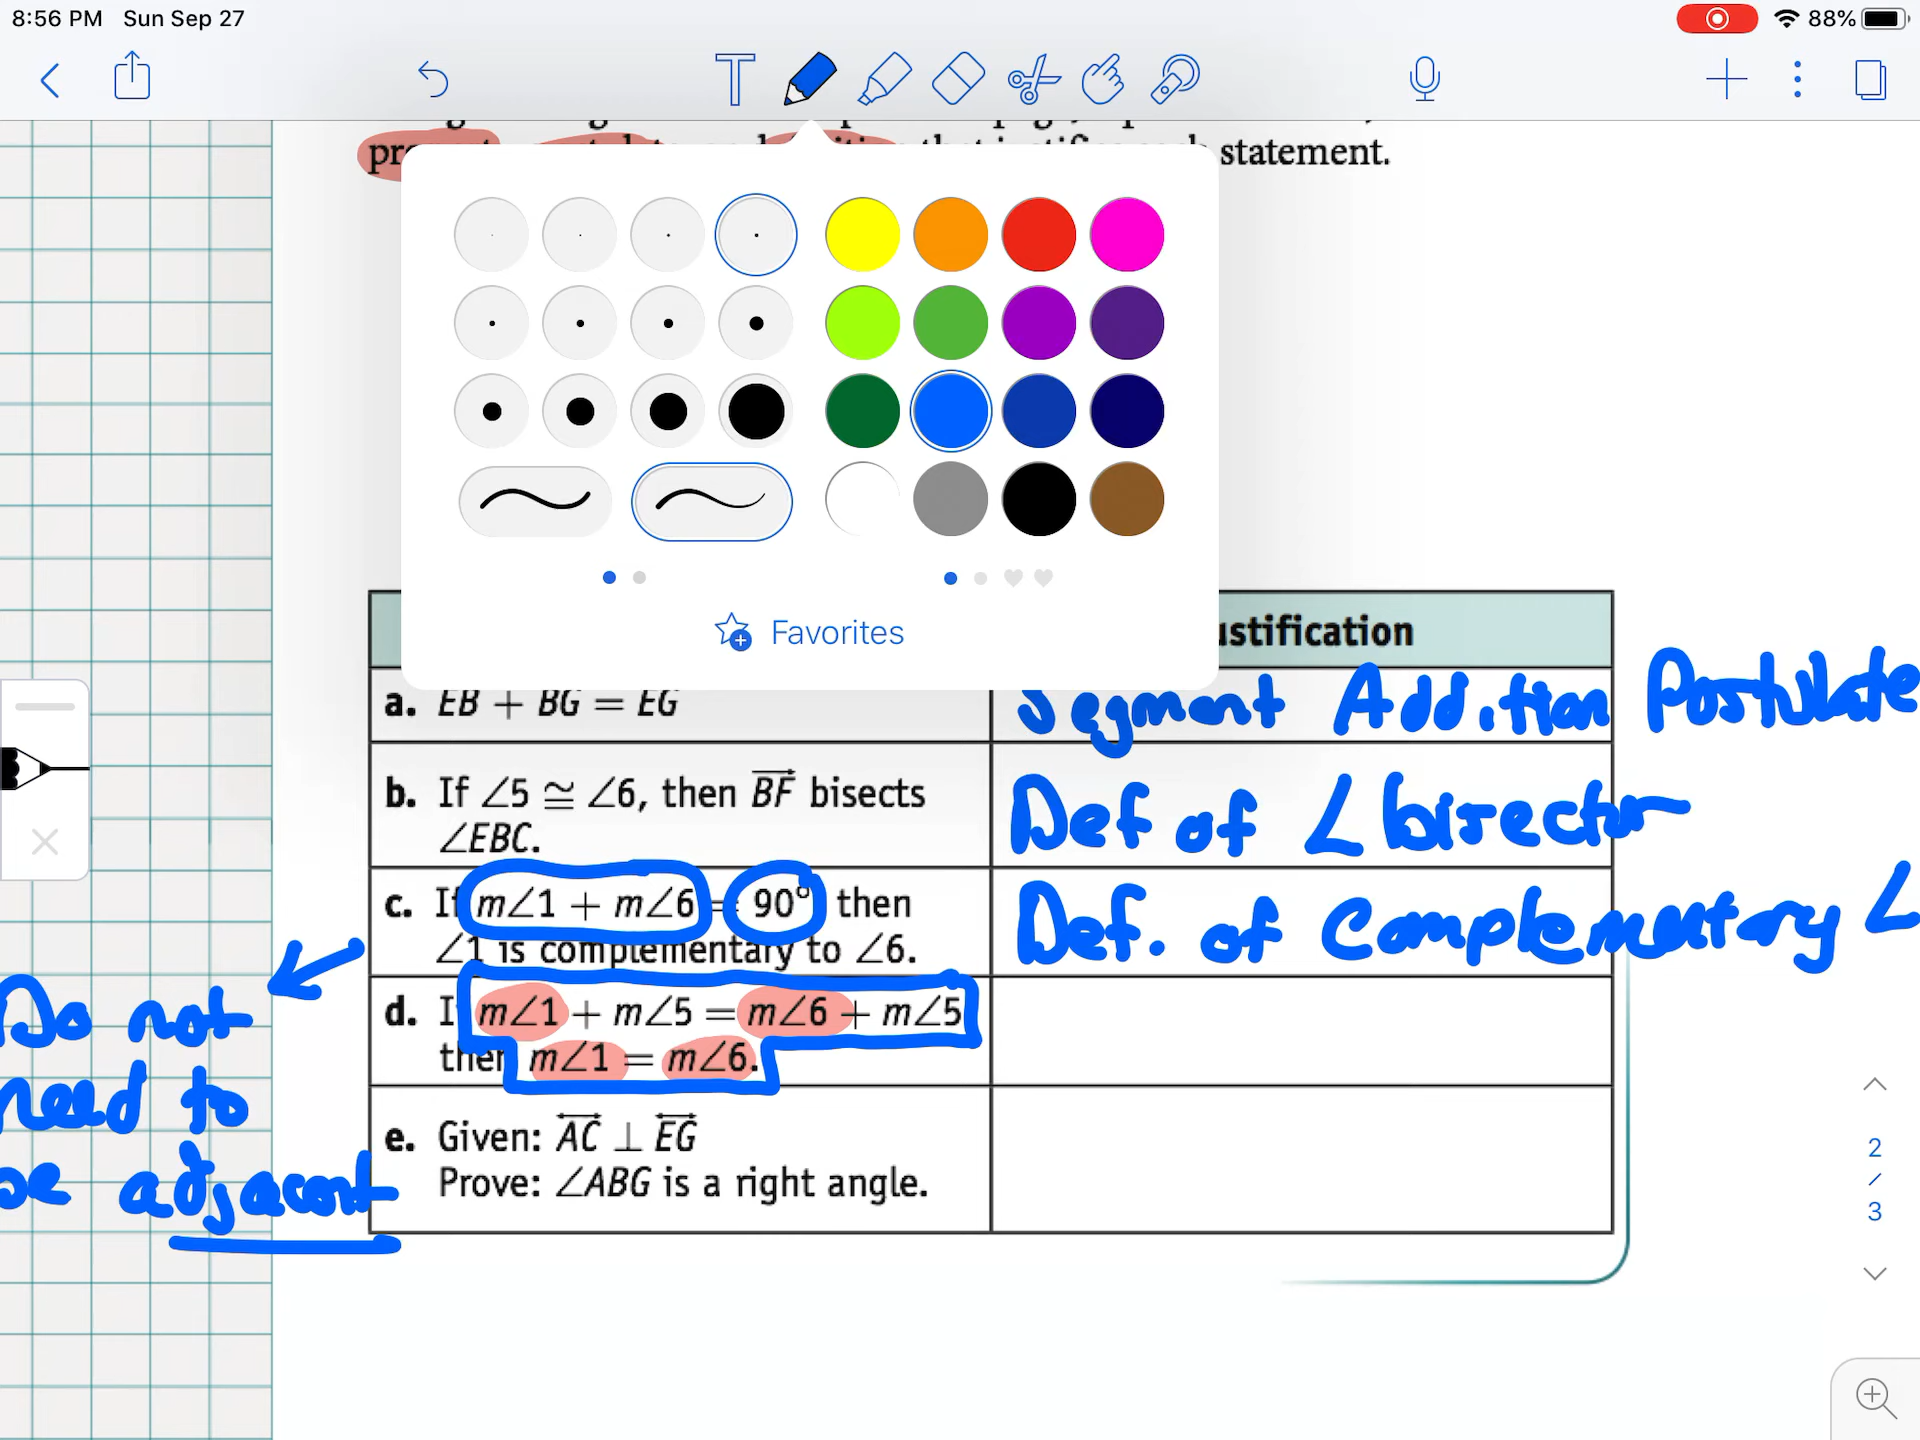 8:56 PM Sun Sep 27
88%
T
statement.
Favorites
ustification
a. EB + BG = EG
Segment Addition Postulate
b. If ∠5 ≅ ∠6, then BF bisects
∠EBC.
Def of ∠ bisector
c. If m∠1 + m∠6 = 90° then
∠1 is complementary to ∠6.
Def. of Complementary ∠
d. If m∠1 + m∠5 = m∠6 + m∠5
then m∠1 = m∠6.
Do not
need to
be adjacent
e. Given: AC ⊥ EG
Prove: ∠ABG is a right angle.
2
/
3